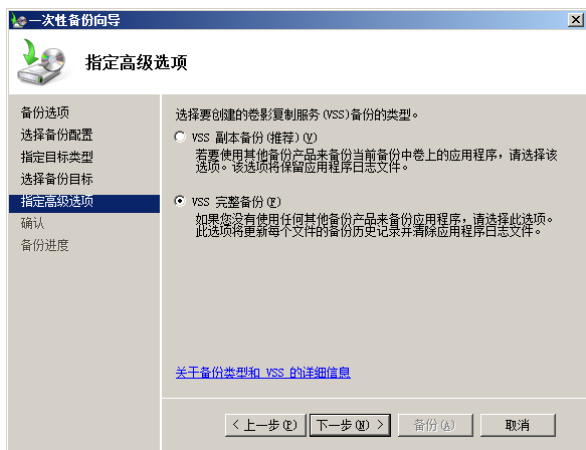 一次性备份向导
指定高级选项
备份选项
选择备份配置
指定目标类型
选择备份目标
指定高级选项
确认
备份进度
选择要创建的卷影复制服务(VSS)备份的类型。
VSS 副本备份(推荐)(Y)
若要使用其他备份产品来备份当前备份中卷上的应用程序，请选择该
选项。该选项将保留应用程序日志文件。
VSS 完整备份(F)
如果您没有使用任何其他备份产品来备份应用程序，请选择此选项。
此选项将更新每个文件的备份历史记录并清除应用程序日志文件。
关于备份类型和 VSS 的详细信息
< 上一步(P) 下一步(N) > 备份(A) 取消